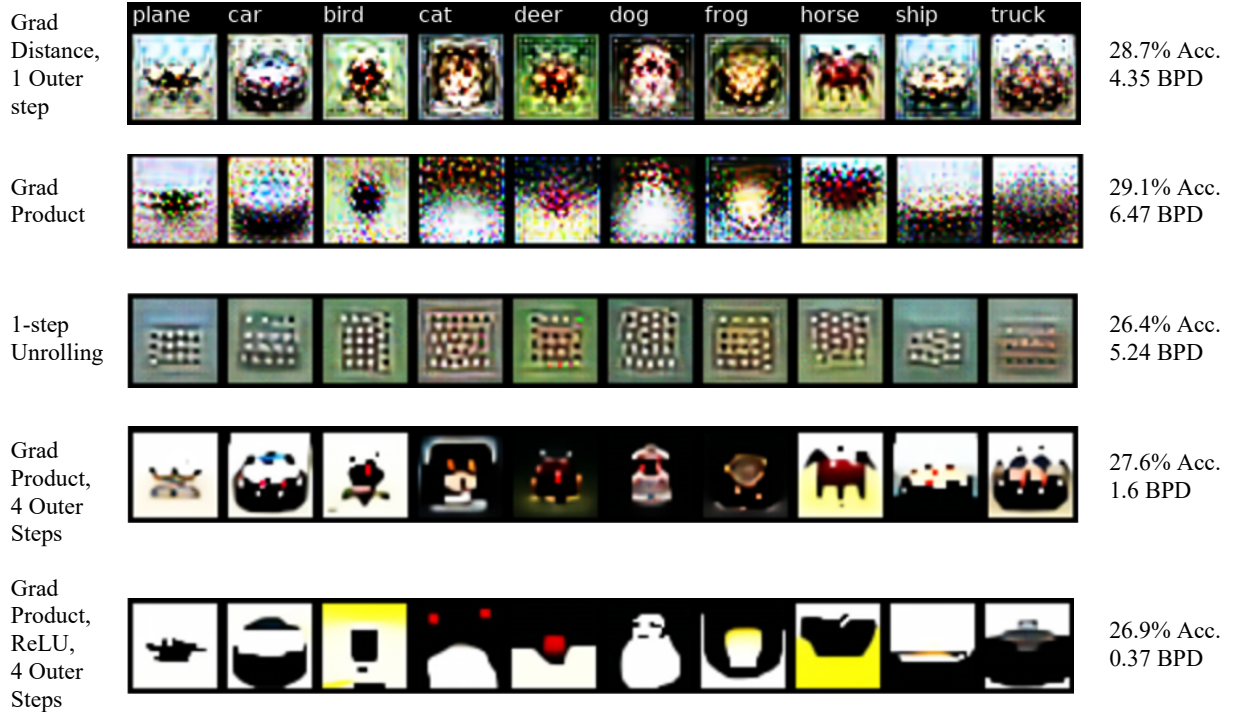 Grad
Distance,
1 Outer
step
plane car bird cat deer dog frog horse ship truck
28.7% Acc.
4.35 BPD
Grad
Product
29.1% Acc.
6.47 BPD
1-step
Unrolling
26.4% Acc.
5.24 BPD
Grad
Product,
4 Outer
Steps
27.6% Acc.
1.6 BPD
Grad
Product,
ReLU,
4 Outer
Steps
26.9% Acc.
0.37 BPD